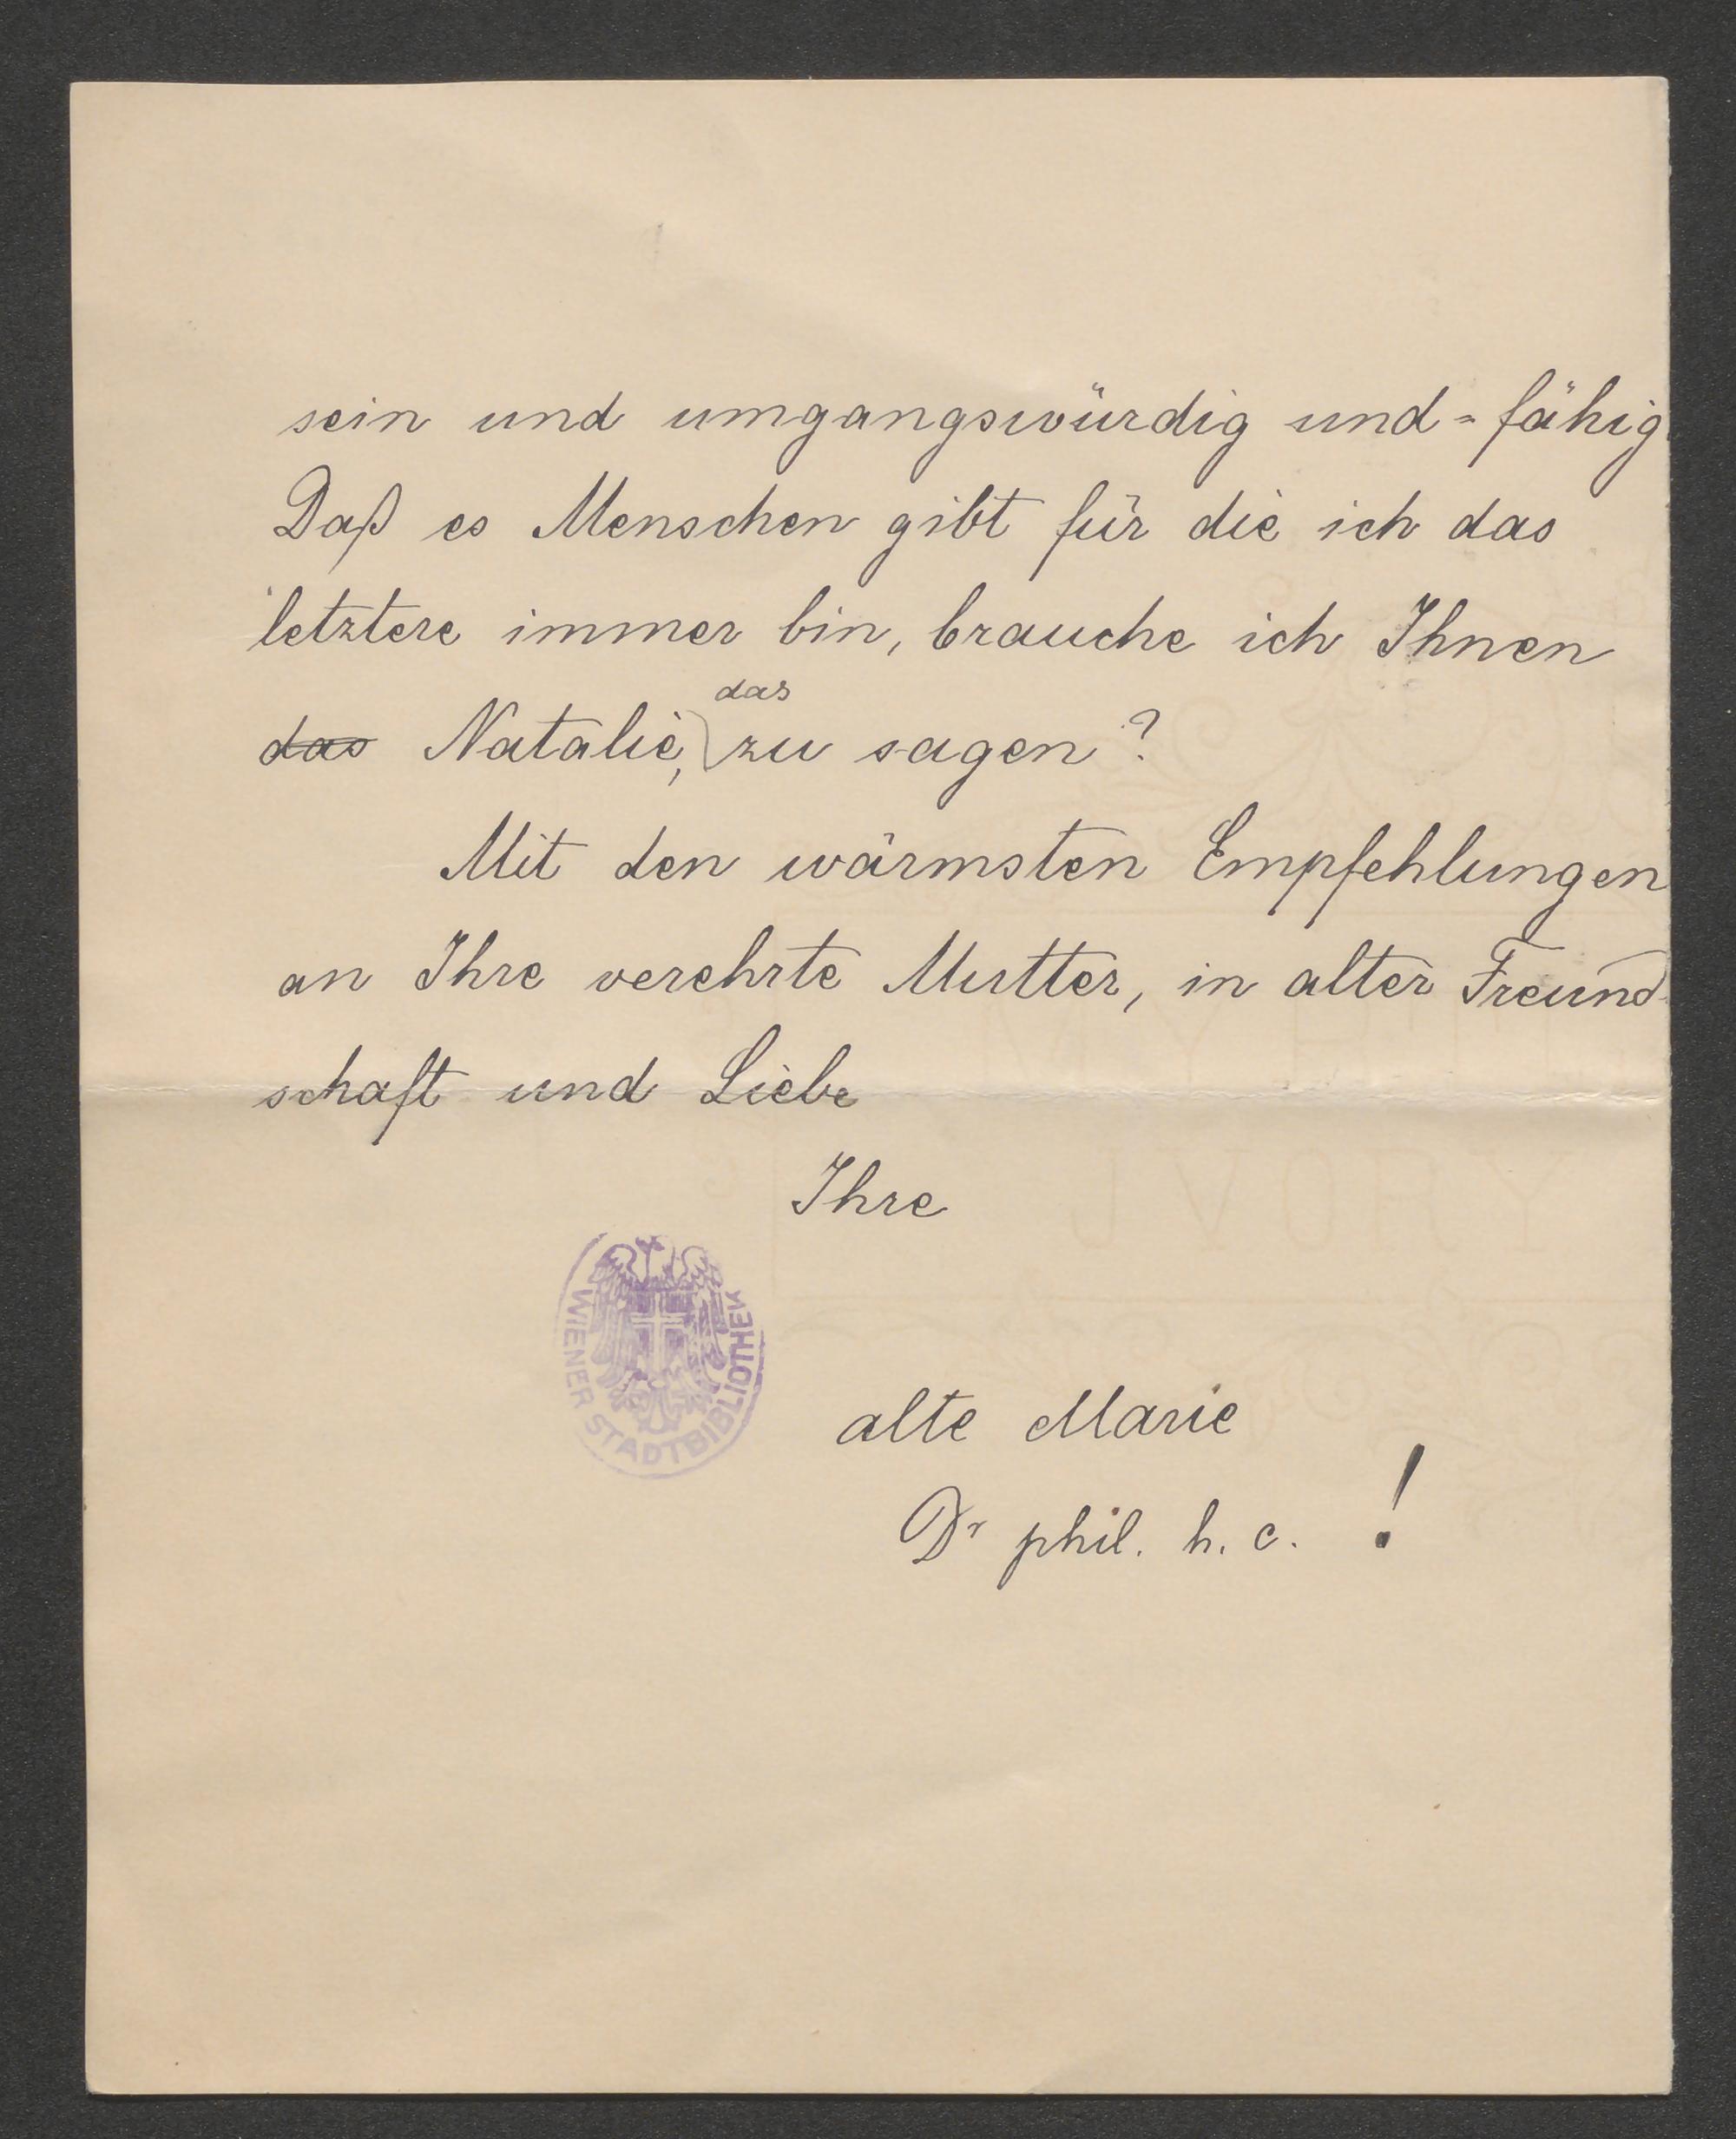 sein und umgangswürdig und=fähig.
Daß es Menschen gibt für die ich das
letztere immer bin, brauche ich Ihnen
das
das Natalie, zu sagen?
Mit den wärmsten Empfehlungen
an Ihre verehrte Mutter, in alter Freund
schaft und Liebe
Ihre
WIENER STADTBIBLIOTHEK
alte Marie
Dr phil. h. c. !